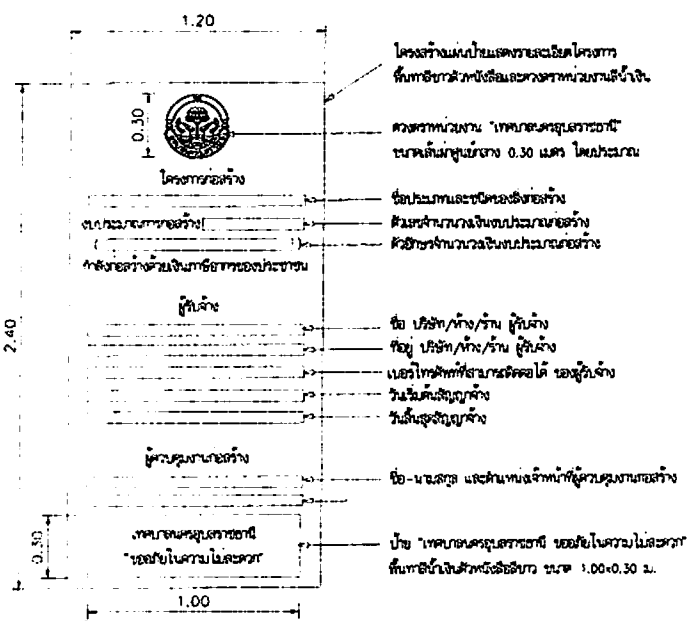 1.20
โครงสร้างแผ่นป้ายแสดงรายละเอียดโครงการ
พื้นทาสีขาวตัวหนังสือและดวงตราหน่วยงานสีน้ำเงิน
0.30
ดวงตราหน่วยงาน "เทศบาลนครอุบลราชธานี"
ขนาดเส้นผ่าศูนย์กลาง 0.30 เมตร โดยประมาณ
โครงการก่อสร้าง
ชื่อประเภทและชนิดของสิ่งก่อสร้าง
งบประมาณการก่อสร้าง
ตัวเลขจำนวนวงเงินงบประมาณก่อสร้าง
( )
ตัวอักษรจำนวนวงเงินงบประมาณก่อสร้าง
กำลังก่อสร้างด้วยเงินภาษีอากรของประชาชน
2.40
ผู้รับจ้าง
ชื่อ บริษัท/ห้าง/ร้าน ผู้รับจ้าง
ที่อยู่ บริษัท/ห้าง/ร้าน ผู้รับจ้าง
เบอร์โทรศัพท์ที่สามารถติดต่อได้ ของผู้รับจ้าง
วันเริ่มต้นสัญญาจ้าง
วันสิ้นสุดสัญญาจ้าง
ผู้ควบคุมงานก่อสร้าง
ชื่อ-นามสกุล และตำแหน่งเจ้าหน้าที่ผู้ควบคุมงานก่อสร้าง
0.30
เทศบาลนครอุบลราชธานี
"ขออภัยในความไม่สะดวก"
ป้าย "เทศบาลนครอุบลราชธานี ขออภัยในความไม่สะดวก"
พื้นทาสีน้ำเงินตัวหนังสือสีขาว ขนาด 1.00x0.30 ม.
1.00